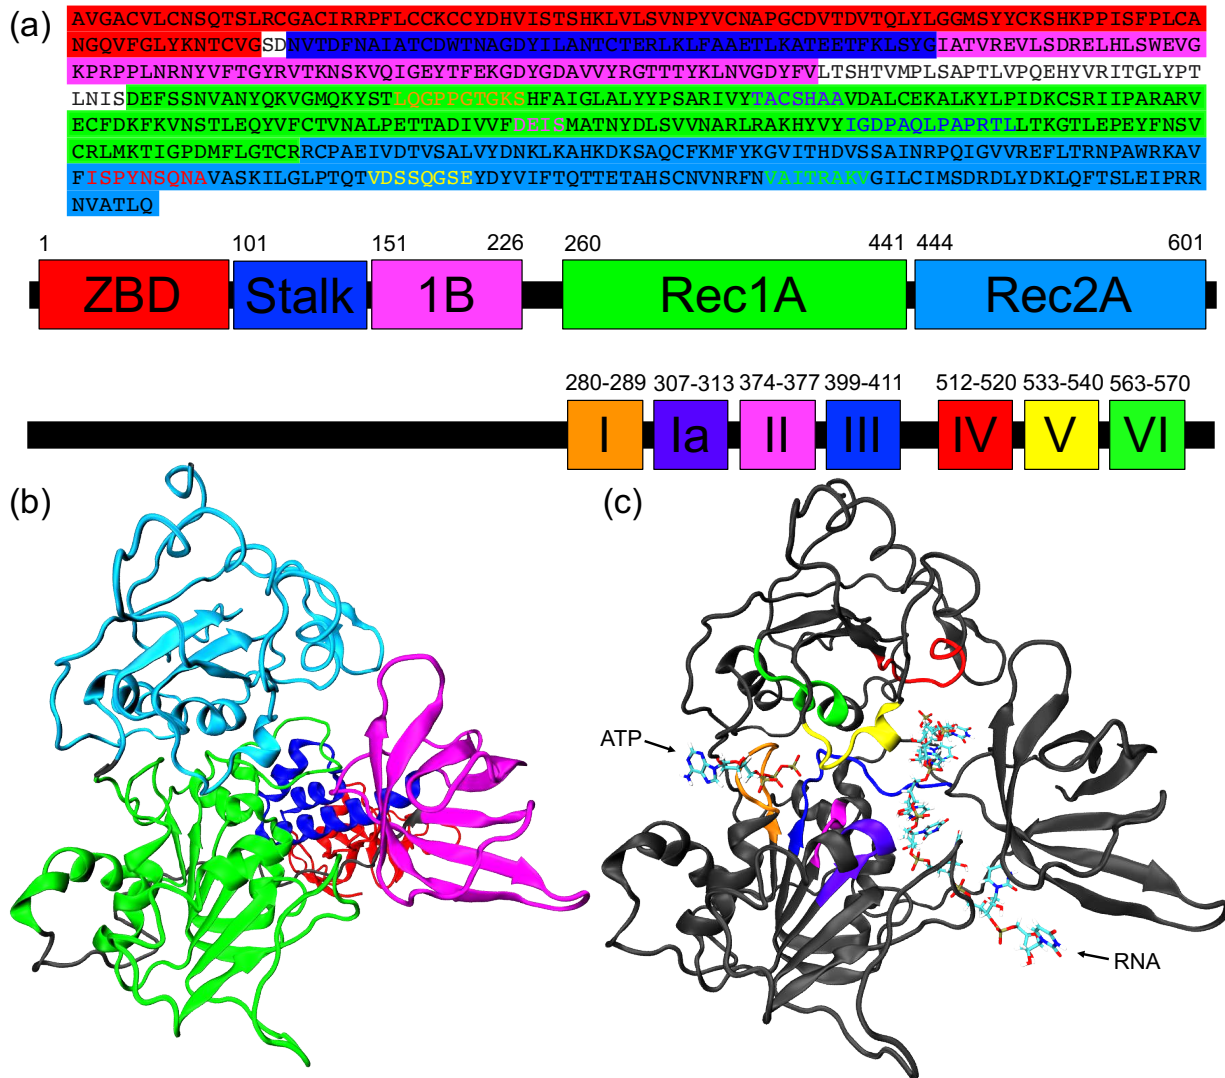 (a)
AVGACVLCNSQTSLRCGACIRRPFLCCKCCYDHVISTSHKLVLSVNPYVCNAPGCDVTDVTQLYLGGMSYYCKSHKPPISFPLCA
NGQVFGLYKNTCVGSDNVTDFNAIATCDWTNAGDYILANTCTERLKLFAAETLKATEETFKLSYGIATVREVLSDRELHLSWEVG
KPRPPLNRNYVFTGYRVTKNSKVQIGEYTFEKGDYGDAVVYRGTTTYKLNVGDYFVLTSHTVMPLSAPTLVPQEHYVRITGLYPT
LNISDEFSSNVANYQKVGMQKYSTLQGPPGTGKSHFAIGLALYYPSARIVYTACSHAAVDALCEKALKYLPIDKCSRIIPARARV
ECFDKFKVNSTLEQYVFCTVNALPETTADIVVFDEISMATNYDLSVVNARLRAKHYVYIGDPAQLPAPRTLLTKGTLEPEYFNSV
CRLMKTIGPDMFLGTCRRCPAEIVDTVSALVYDNKLKAHKDKSAQCFKMFYKGVITHDVSSAINRPQIGVVREFLTRNPAWRKAV
FISPYNSQNAVASKILGLPTQTVDSSQGSEYDYVIFTQTTETAHSCNVNRFNVAITRAKVGILCIMSDRDLYDKLQFTSLEIPRR
NVATLQ
1 101 151 226 260 441 444 601
ZBD Stalk 1B Rec1A Rec2A
280-289 307-313 374-377 399-411 512-520 533-540 563-570
I Ia II III IV V VI
(b) (c)
ATP
RNA